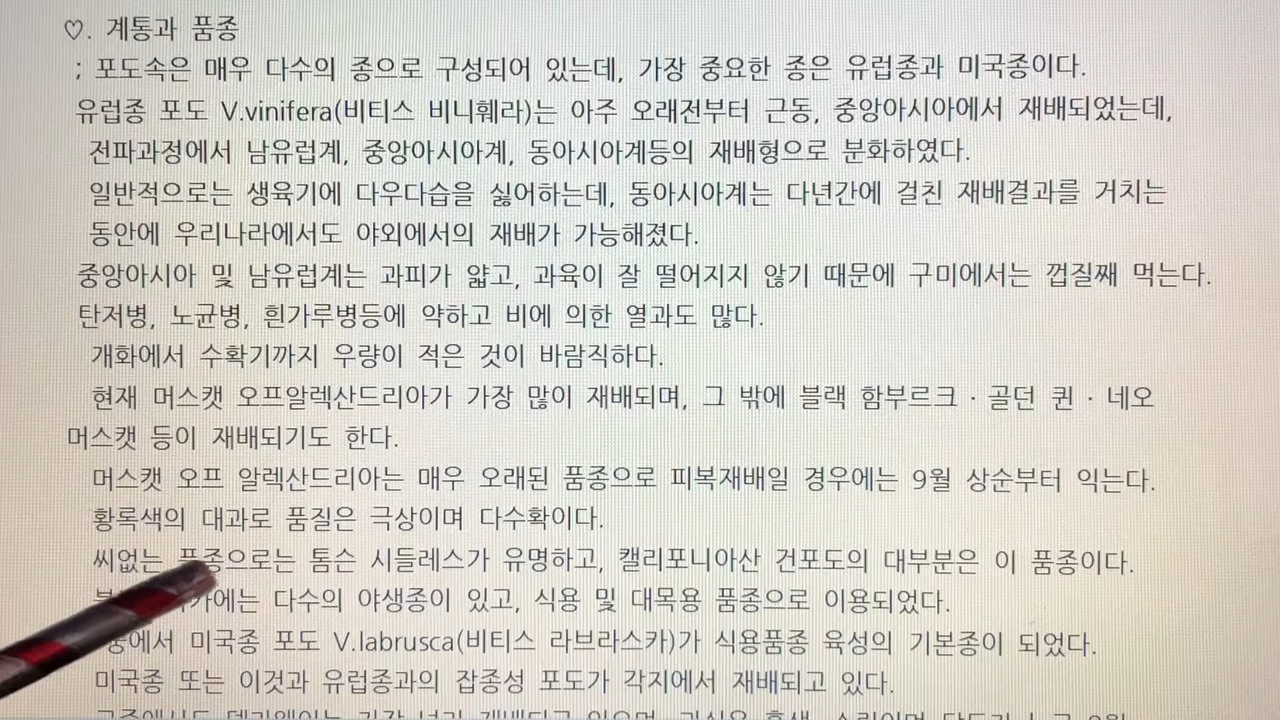 ♡. 계통과 품종
; 포도속은 매우 다수의 종으로 구성되어 있는데, 가장 중요한 종은 유럽종과 미국종이다.
유럽종 포도 V.vinifera(비티스 비니훼라)는 아주 오래전부터 근동, 중앙아시아에서 재배되었는데,
전파과정에서 남유럽계, 중앙아시아계, 동아시아계등의 재배형으로 분화하였다.
일반적으로는 생육기에 다우다습을 싫어하는데, 동아시아계는 다년간에 걸친 재배결과를 거치는
동안에 우리나라에서도 야외에서의 재배가 가능해졌다.
중앙아시아 및 남유럽계는 과피가 얇고, 과육이 잘 떨어지지 않기 때문에 구미에서는 껍질째 먹는다.
탄저병, 노균병, 흰가루병등에 약하고 비에 의한 열과도 많다.
개화에서 수확기까지 우량이 적은 것이 바람직하다.
현재 머스캣 오프알렉산드리아가 가장 많이 재배되며, 그 밖에 블랙 함부르크 · 골던 퀸 · 네오
머스캣 등이 재배되기도 한다.
머스캣 오프 알렉산드리아는 매우 오래된 품종으로 피복재배일 경우에는 9월 상순부터 익는다.
황록색의 대과로 품질은 극상이며 다수확이다.
씨없는 품종으로는 톰슨 시들레스가 유명하고, 캘리포니아산 건포도의 대부분은 이 품종이다.
다수의 야생종이 있고, 식용 및 대목용 품종으로 이용되었다.
미국종 포도 V.labrusca(비티스 라브라스카)가 식용품종 육성의 기본종이 되었다.
미국종 또는 이것과 유럽종과의 잡종성 포도가 각지에서 재배되고 있다.